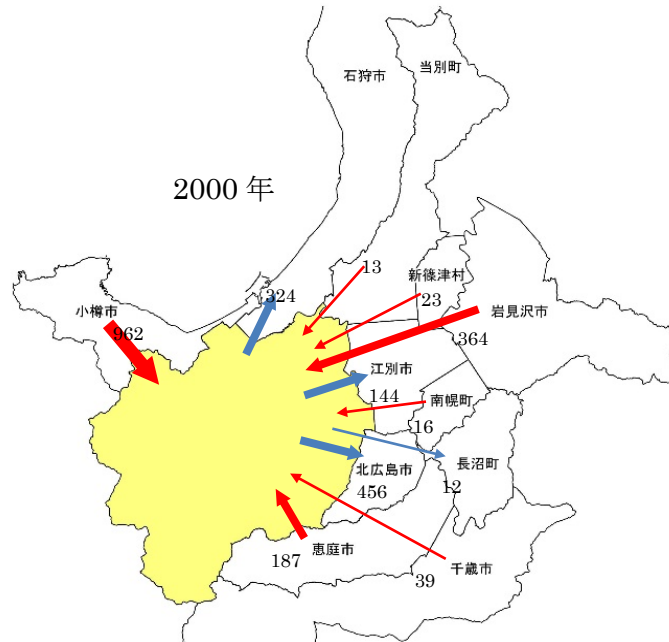 当別町
石狩市
2000 年
13
新篠津村
324
23
小樽市
岩見沢市
962
364
江別市
144
南幌町
16
北広島市
長沼町
456
12
恵庭市
187
千歳市
39